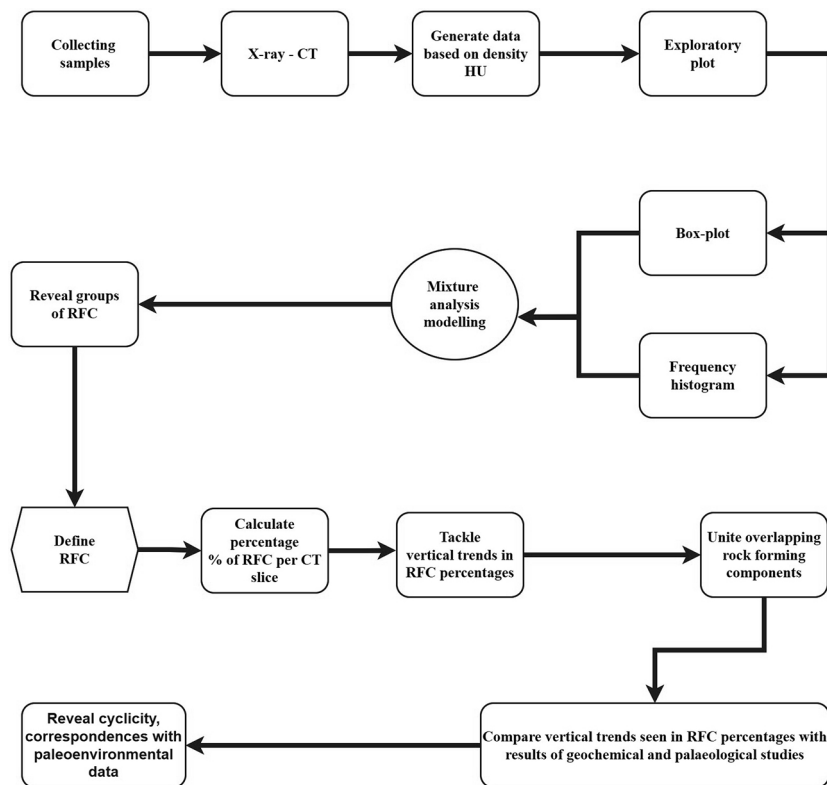 Collecting
samples
X-ray - CT
Generate data
based on density
HU
Exploratory
plot
Box-plot
Frequency
histogram
Mixture
analysis
modelling
Reveal groups
of RFC
Define
RFC
Calculate
percentage
% of RFC per CT
slice
Tackle
vertical trends in
RFC percentages
Unite overlapping
rock forming
components
Compare vertical trends seen in RFC percentages with
results of geochemical and palaeological studies
Reveal cyclicity,
correspondences with
paleoenvironmental
data